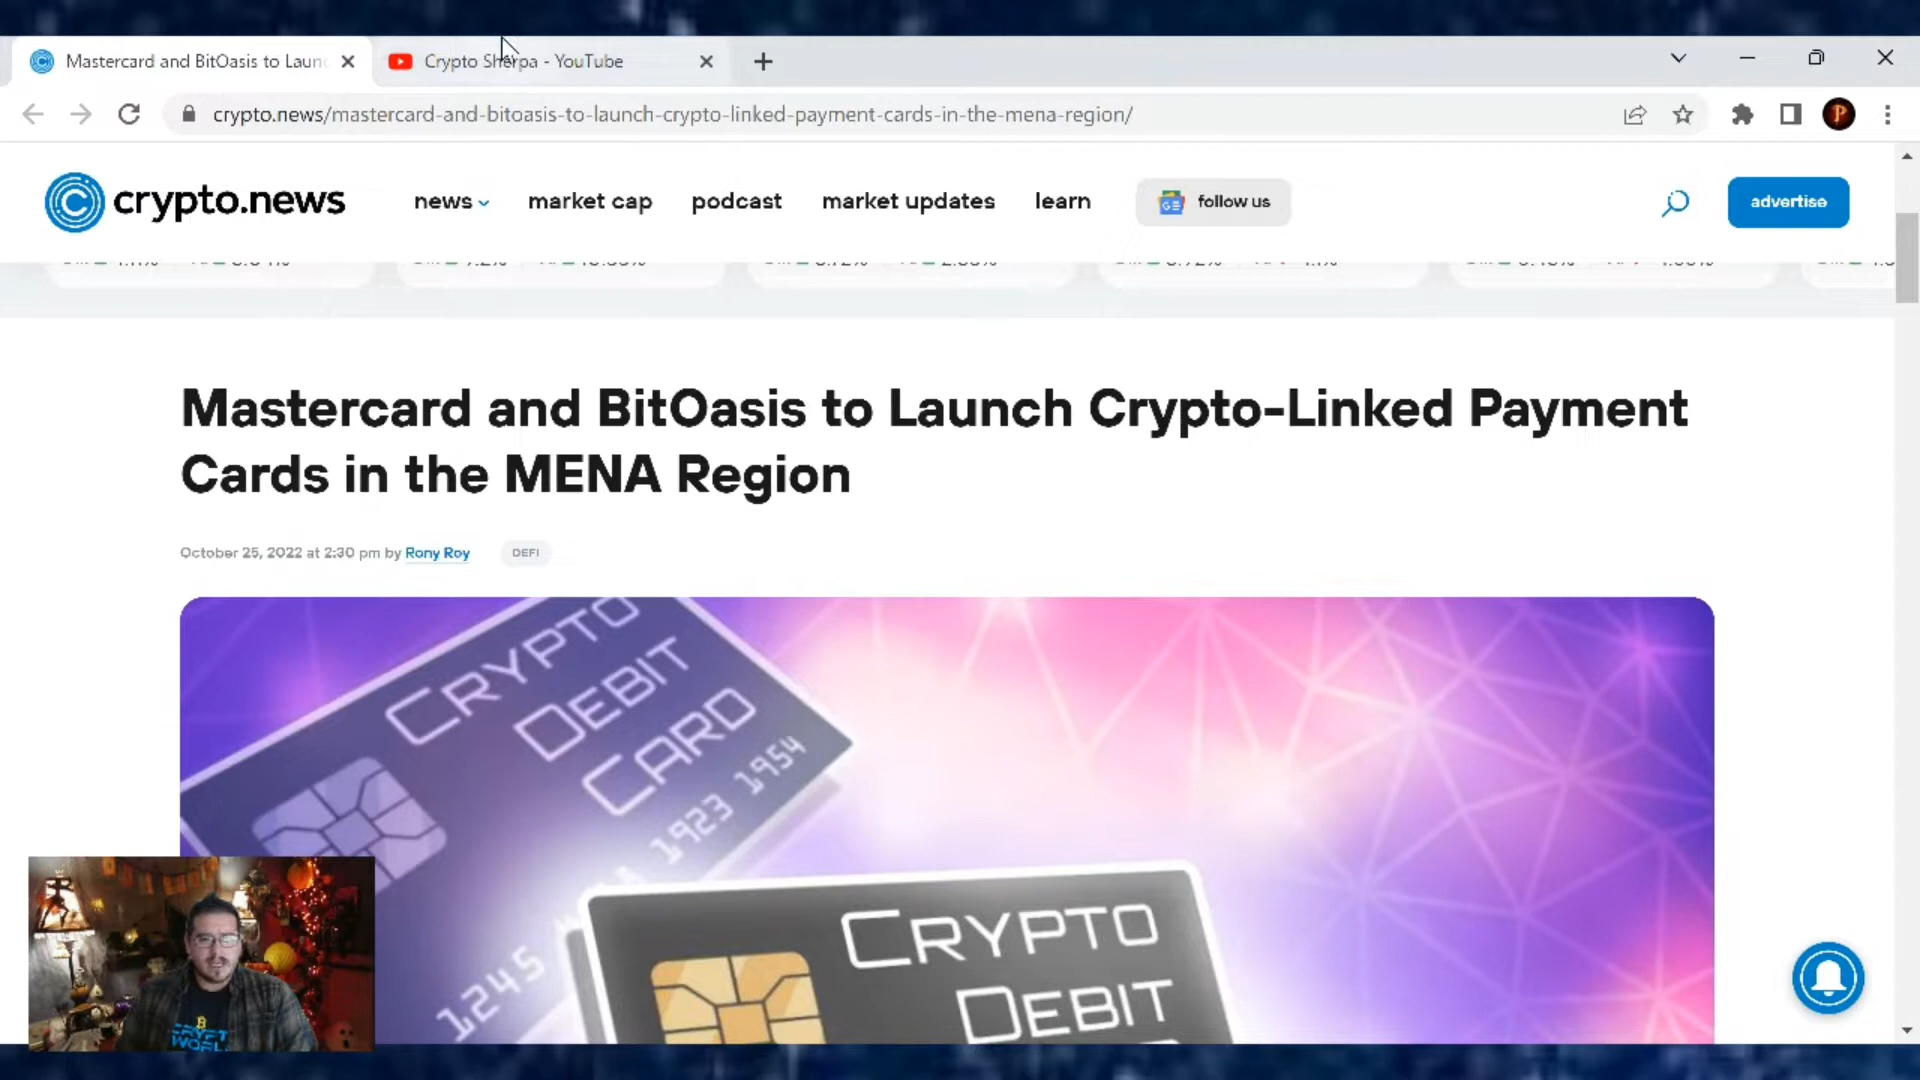 Mastercard and BitOasis to Laun
Crypto Sherpa - YouTube
crypto.news/mastercard-and-bitoasis-to-launch-crypto-linked-payment-cards-in-the-mena-region/
crypto.news
news
market cap
podcast
market updates
learn
GE
follow us
advertise
Mastercard and BitOasis to Launch Crypto-Linked Payment
Cards in the MENA Region
October 25, 2022 at 2:30 pm by Rony Roy
DEFI
CRYPTO
DEBIT
CARD
1923 1954
1245
CRYPTO
DEBIT